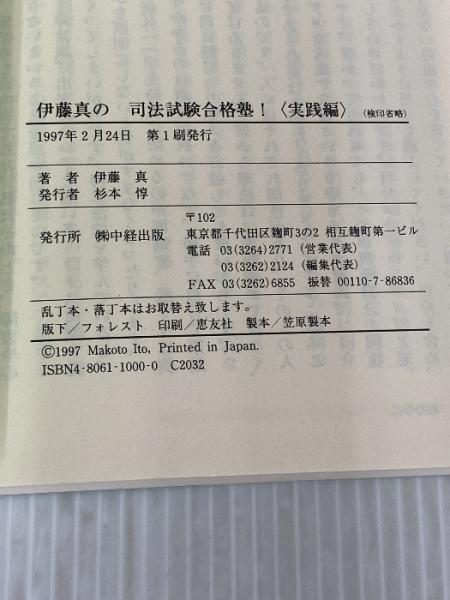 伊藤真の　司法試験合格塾！〈実践編〉（検印省略）
1997年2月24日　第1刷発行
著　者　伊藤　真
発行者　杉本　惇
〒102
発行所　㈱中経出版　東京都千代田区麹町3の2 相互麹町第一ビル
電話　03(3264)2771（営業代表）
03(3262)2124（編集代表）
FAX　03(3262)6855　振替　00110-7-86836
乱丁本・落丁本はお取替え致します。
版下／フォレスト　印刷／恵友社　製本／笠原製本
©1997 Makoto Ito, Printed in Japan.
ISBN4-8061-1000-0　C2032